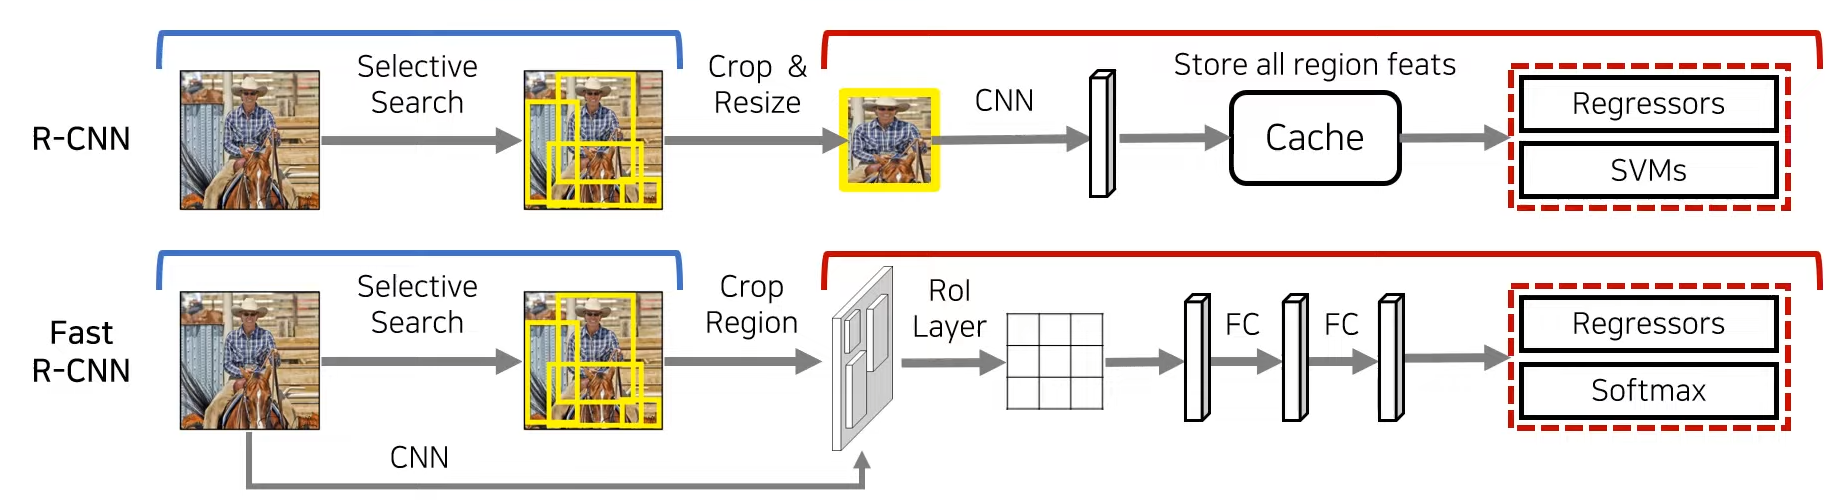 R-CNN
Selective
Search
Crop &
Resize
CNN
Store all region feats
Cache
Regressors
SVMs
Fast
R-CNN
Selective
Search
CNN
Crop
Region
RoI
Layer
FC
FC
Regressors
Softmax